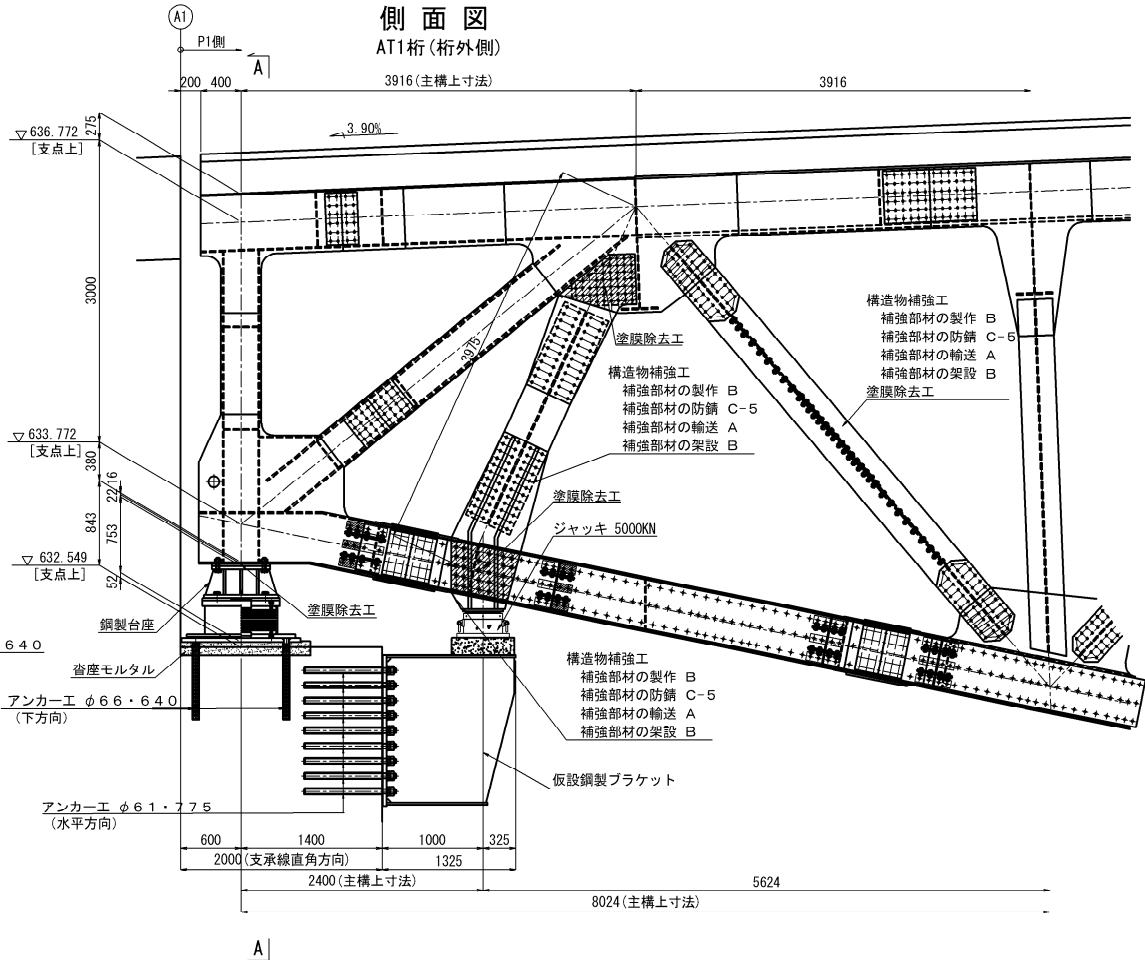 側面図
AT1桁(桁外側)
A1
P1側
A
200
400
3916(主構上寸法)
3916
275
▽636.772
[支点上]
3.90%
3000
3975
塗膜除去工
構造物補強工
補強部材の製作 B
補強部材の防錆 C-5
補強部材の輸送 A
補強部材の架設 B
塗膜除去工
構造物補強工
補強部材の製作 B
補強部材の防錆 C-5
補強部材の輸送 A
補強部材の架設 B
▽633.772
[支点上]
380
16
22
843
753
塗膜除去工
ジャッキ 5000KN
▽632.549
[支点上]
52
鋼製台座
塗膜除去工
640
沓座モルタル
アンカー工 φ66・640
(下方向)
構造物補強工
補強部材の製作 B
補強部材の防錆 C-5
補強部材の輸送 A
補強部材の架設 B
仮設鋼製ブラケット
アンカー工 φ61・775
(水平方向)
600
1400
1000
325
2000(支承線直角方向)
1325
2400(主構上寸法)
5624
8024(主構上寸法)
A